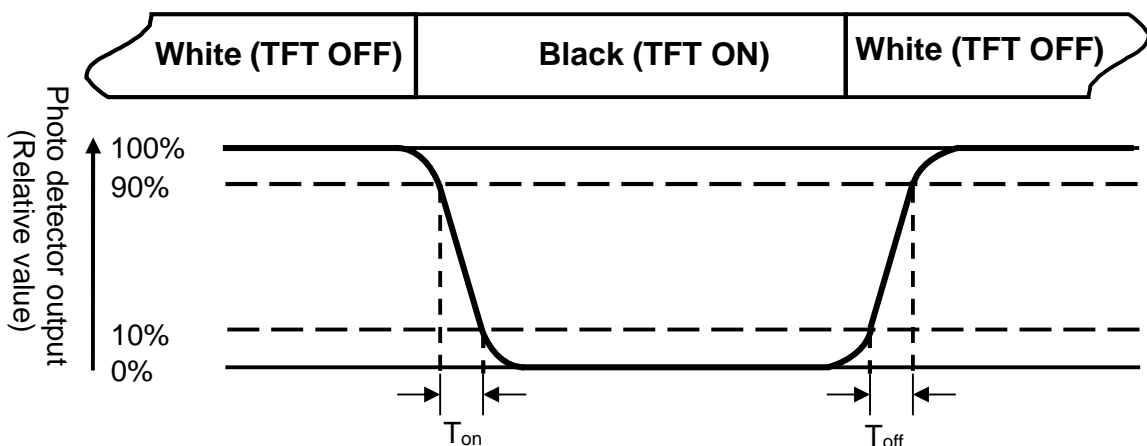 White (TFT OFF)
Black (TFT ON)
White (TFT OFF)
Photo detector output
(Relative value)
100%
90%
10%
0%
Ton
Toff